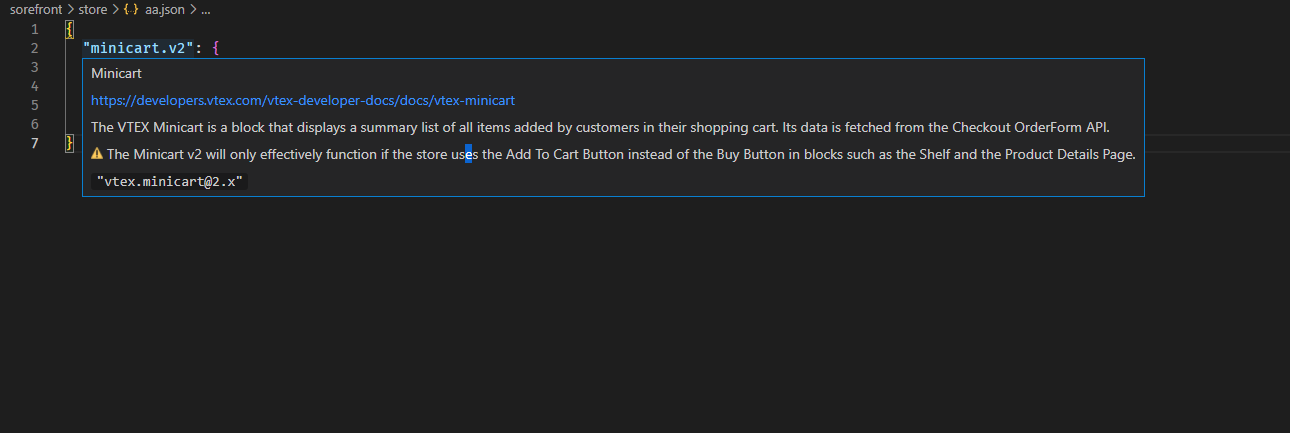 sorefront > store > {..} aa.json > ...
1 {
2 "minicart.v2": {
3
4
5
6
7 }
Minicart
https://developers.vtex.com/vtex-developer-docs/docs/vtex-minicart
The VTEX Minicart is a block that displays a summary list of all items added by customers in their shopping cart. Its data is fetched from the Checkout OrderForm API.
⚠ The Minicart v2 will only effectively function if the store uses the Add To Cart Button instead of the Buy Button in blocks such as the Shelf and the Product Details Page.
"vtex.minicart@2.x"